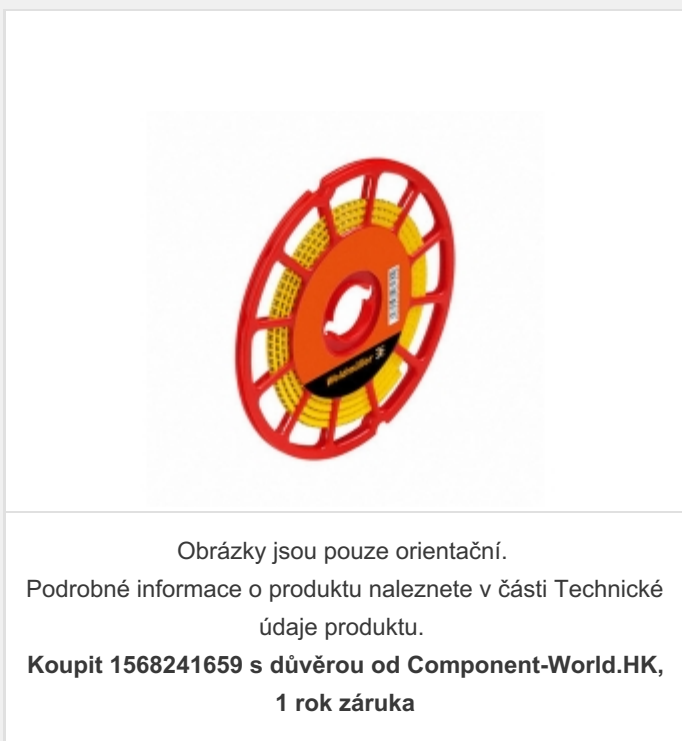 Weidmüller
Obrázky jsou pouze orientační.
Podrobné informace o produktu naleznete v části Technické
údaje produktu.
Koupit 1568241659 s důvěrou od Component-World.HK,
1 rok záruka